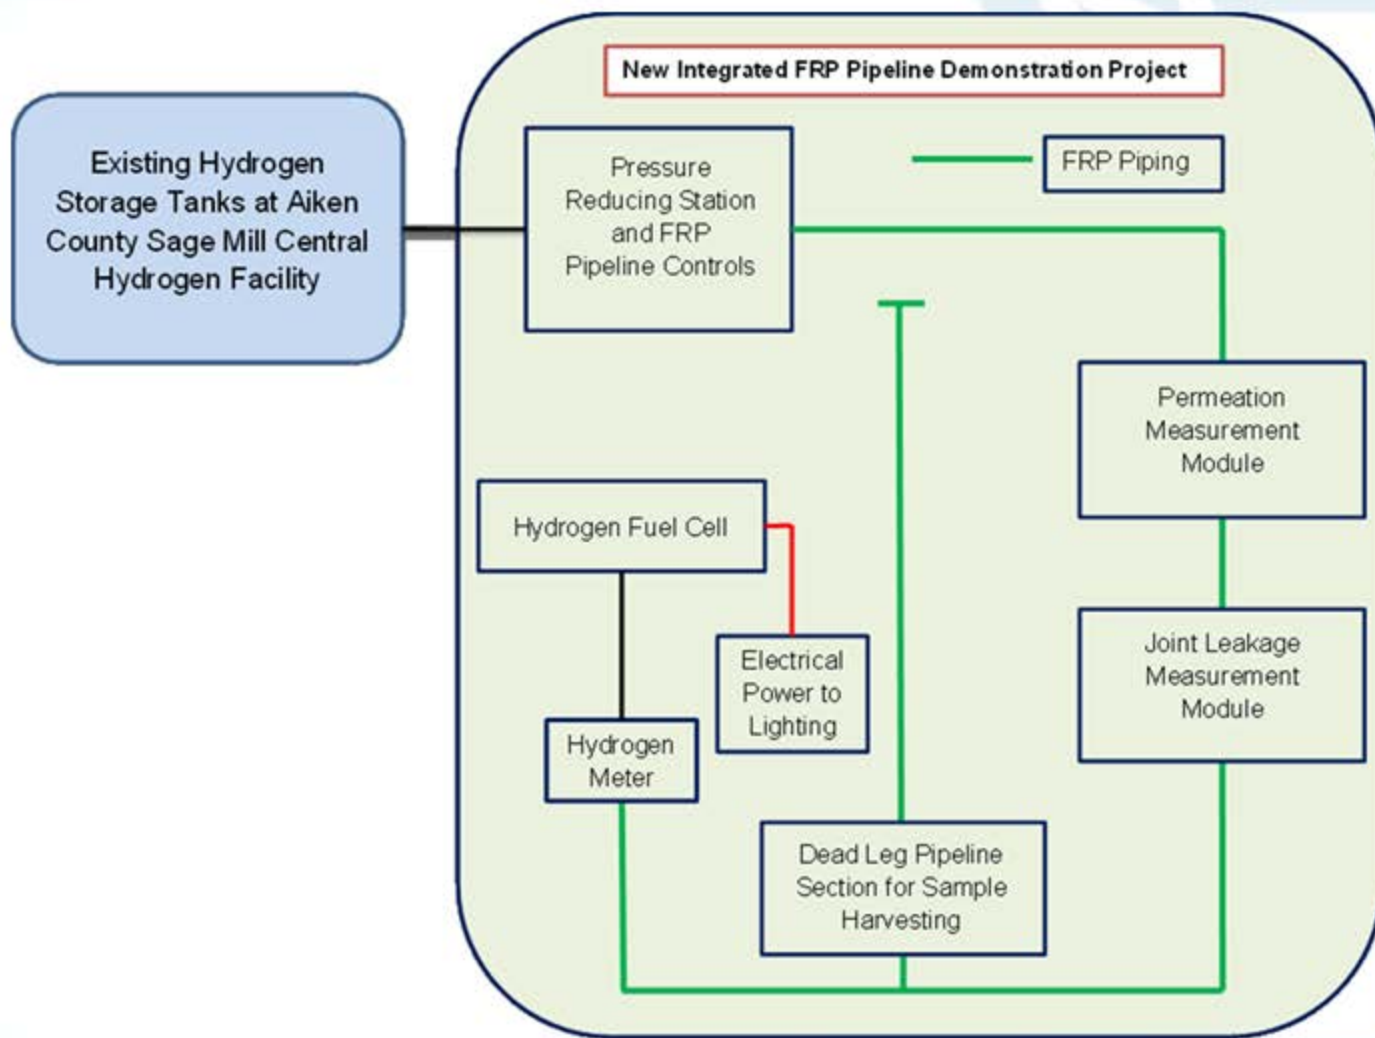 New Integrated FRP Pipeline Demonstration Project
Existing Hydrogen
Storage Tanks at Aiken
County Sage Mill Central
Hydrogen Facility
Pressure
Reducing Station
and FRP
Pipeline Controls
FRP Piping
Permeation
Measurement
Module
Hydrogen Fuel Cell
Joint Leakage
Measurement
Module
Electrical
Power to
Lighting
Hydrogen
Meter
Dead Leg Pipeline
Section for Sample
Harvesting